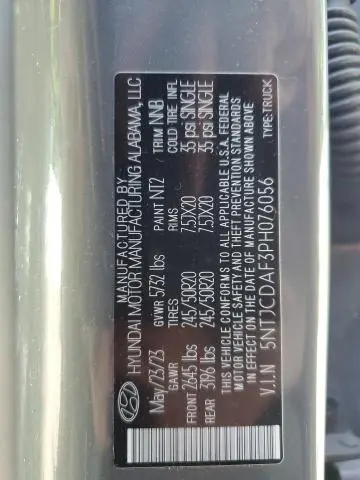 MANUFACTURED BY
HYUNDAI MOTOR MANUFACTURING ALABAMA, LLC
May/23/23 GVWR 5732 lbs PAINT NT2 TRIM NNB
GAWR TIRES RIMS COLD TIRE INFL
FRONT 2645 lbs 245/50R20 7.5JX20 35 psi SINGLE
REAR 3196 lbs 245/50R20 7.5JX20 35 psi SINGLE
THIS VEHICLE CONFORMS TO ALL APPLICABLE U.S.A. FEDERAL
MOTOR VEHICLE SAFETY AND THEFT PREVENTION STANDARDS
IN EFFECT ON THE DATE OF MANUFACTURE SHOWN ABOVE.
V.I.N 5NTJCDAF3PH076056 TYPE:TRUCK